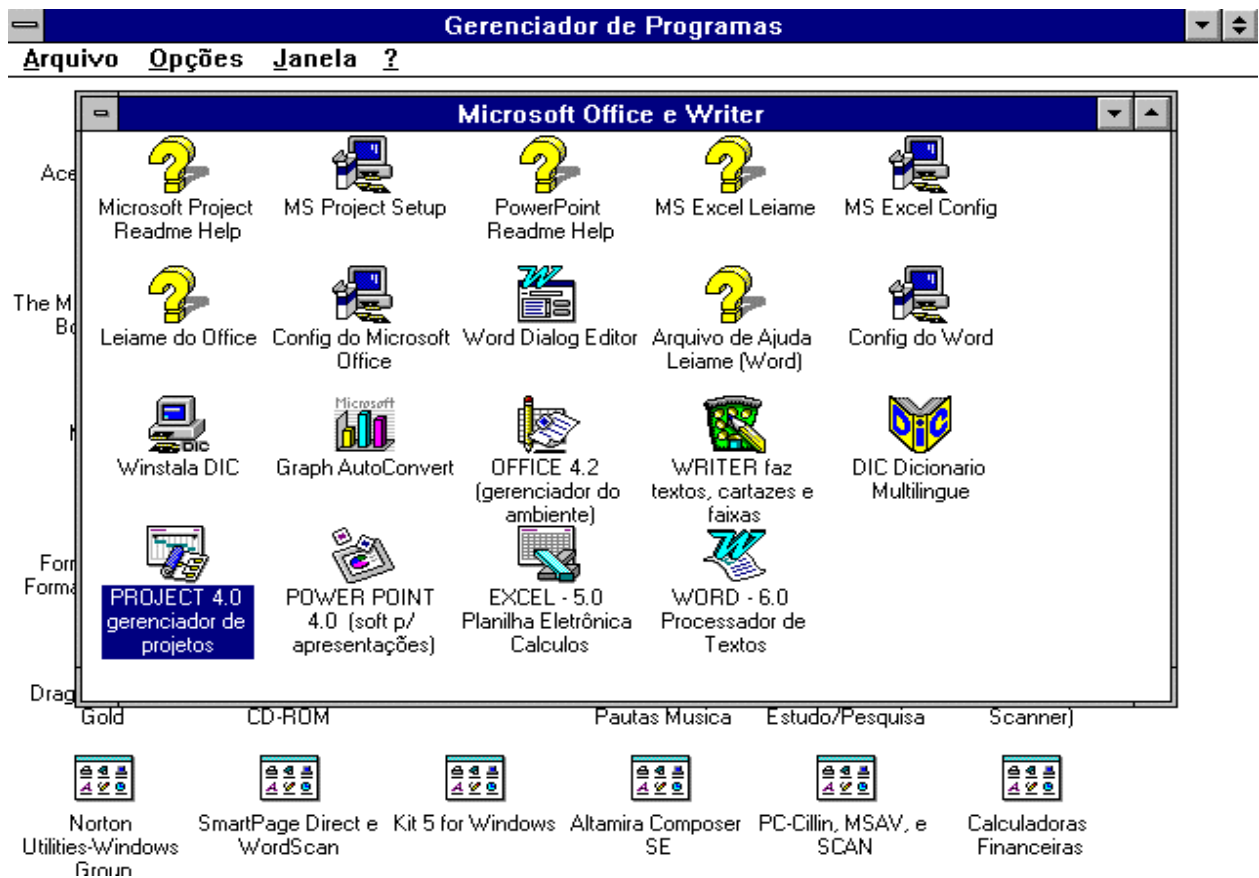 Gerenciador de Programas
Arquivo Opções Janela ?
Microsoft Office e Writer
Microsoft Project
Readme Help
MS Project Setup
PowerPoint
Readme Help
MS Excel Leiame
MS Excel Config
Leiame do Office
Config do Microsoft
Office
Word Dialog Editor
Arquivo de Ajuda
Leiame (Word)
Config do Word
DIC
Winstala DIC
Microsoft
Graph AutoConvert
OFFICE 4.2
(gerenciador do
ambiente)
WRITER faz
textos, cartazes e
faixas
DIC
DIC Dicionario
Multilingue
PROJECT 4.0
gerenciador de
projetos
POWER POINT
4.0 (soft p/
apresentações)
EXCEL - 5.0
Planilha Eletrônica
Calculos
WORD - 6.0
Processador de
Textos
The M
Gold
CD-ROM
Pautas Musica
Estudo/Pesquisa
Scanner)
Norton
Utilities-Windows
Group
SmartPage Direct e
WordScan
Kit 5 for Windows
Altamira Composer
SE
PC-Cillin, MSAV, e
SCAN
Calculadoras
Financeiras